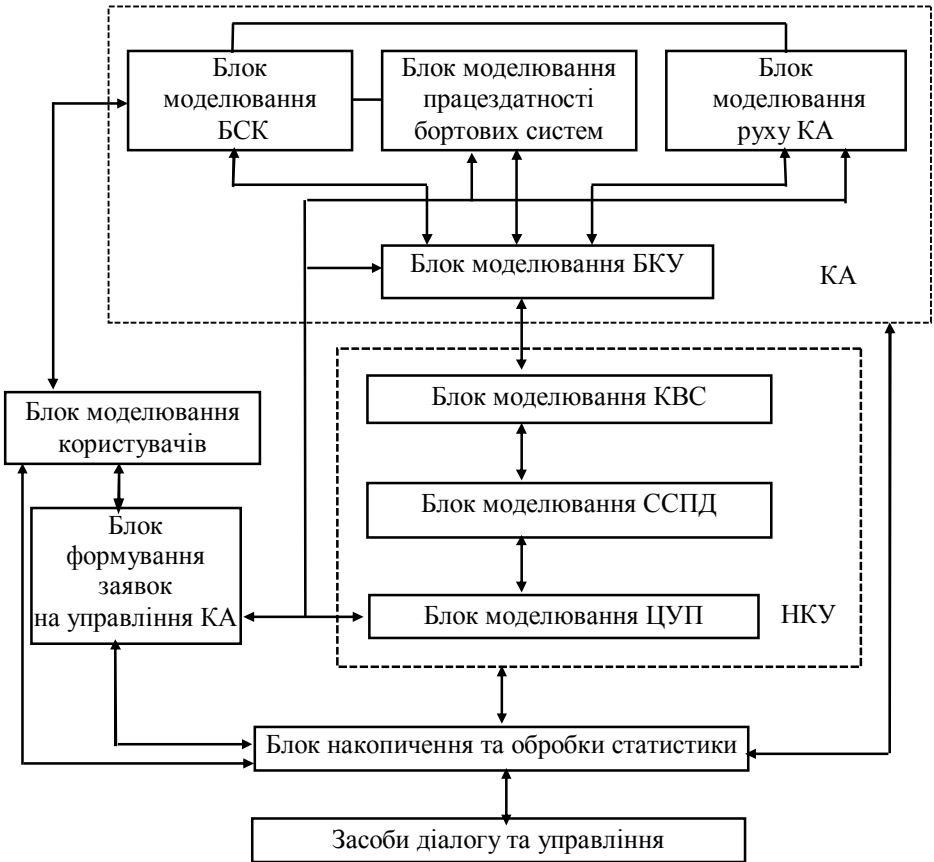 Блок
моделювання
БСК
Блок моделювання
працездатності
бортових систем
Блок
моделювання
руху КА
Блок моделювання БКУ
КА
Блок моделювання КВС
Блок моделювання
користувачів
Блок моделювання ССПД
Блок
формування
заявок
на управління КА
Блок моделювання ЦУП
НКУ
Блок накопичення та обробки статистики
Засоби діалогу та управління